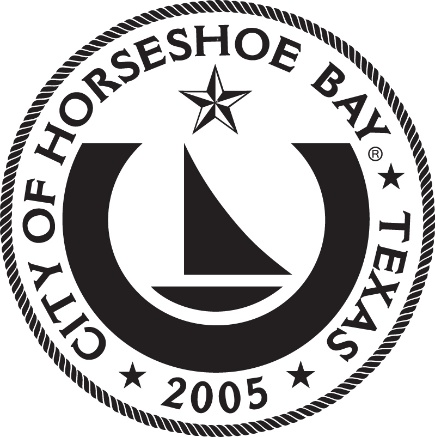 CITY OF HORSESHOE BAY ® ★ TEXAS
★ 2005 ★